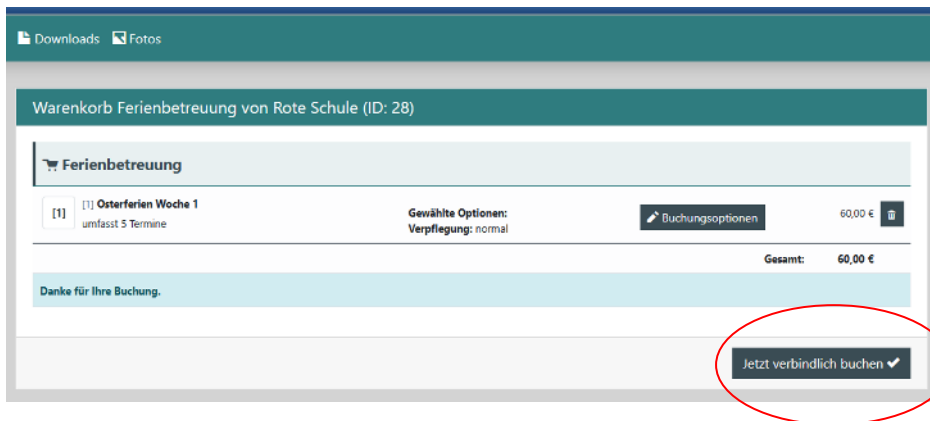 Downloads Fotos
Warenkorb Ferienbetreuung von Rote Schule (ID: 28)
Ferienbetreuung
[1] [1] Osterferien Woche 1
umfasst 5 Termine
Gewählte Optionen:
Verpflegung: normal
Buchungsoptionen
60,00 €
Gesamt: 60,00 €
Danke für Ihre Buchung.
Jetzt verbindlich buchen